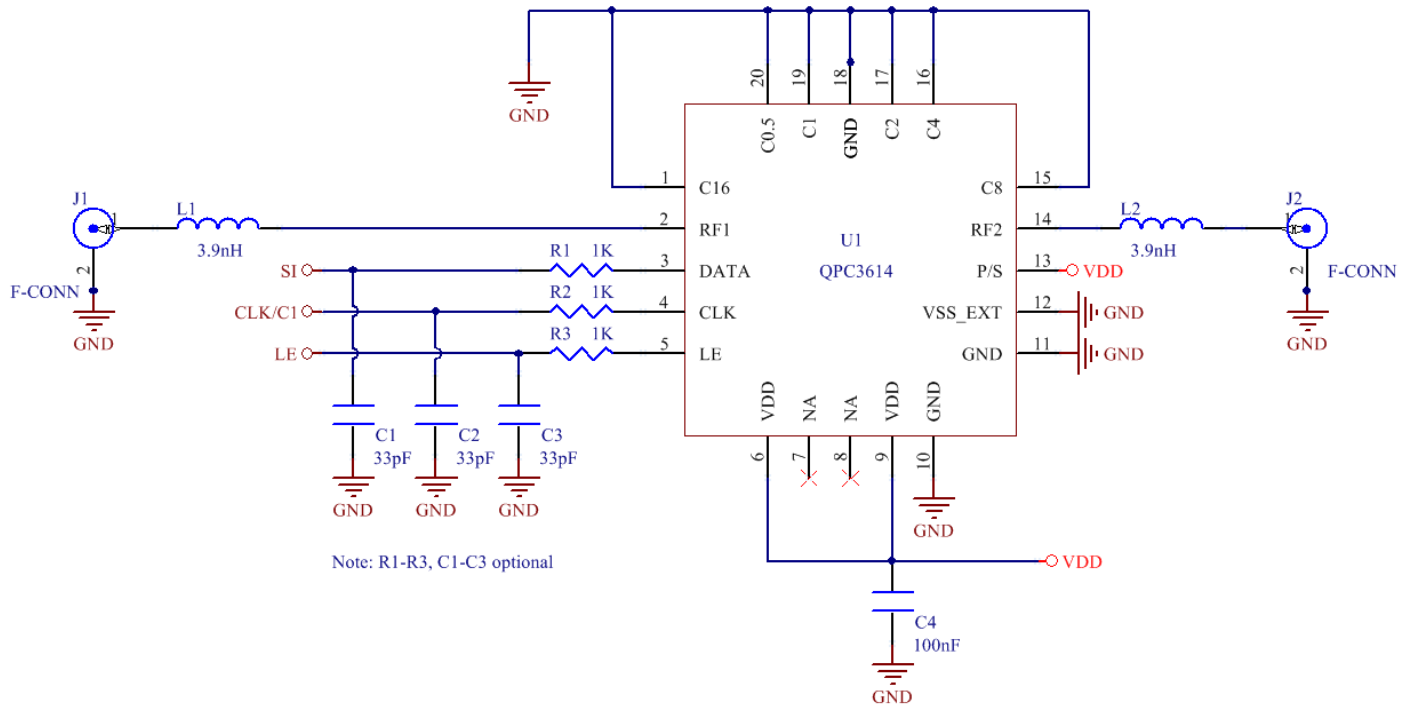 20
19
18
17
16
GND
C0.5
C1
GND
C2
C4
1
C16
C8
15
J1
1
L1
3.9nH
2
RF1
RF2
14
L2
3.9nH
J2
1
U1
QPC3614
2
F-CONN
GND
2
F-CONN
GND
SI
R1 1K
3
DATA
P/S
13
VDD
CLK/C1
R2 1K
4
CLK
VSS_EXT
12
GND
LE
R3 1K
5
LE
GND
11
GND
VDD
NA
NA
VDD
GND
C1
33pF
C2
33pF
C3
33pF
6
7
8
9
10
GND
GND
GND
GND
Note: R1-R3, C1-C3 optional
VDD
C4
100nF
GND